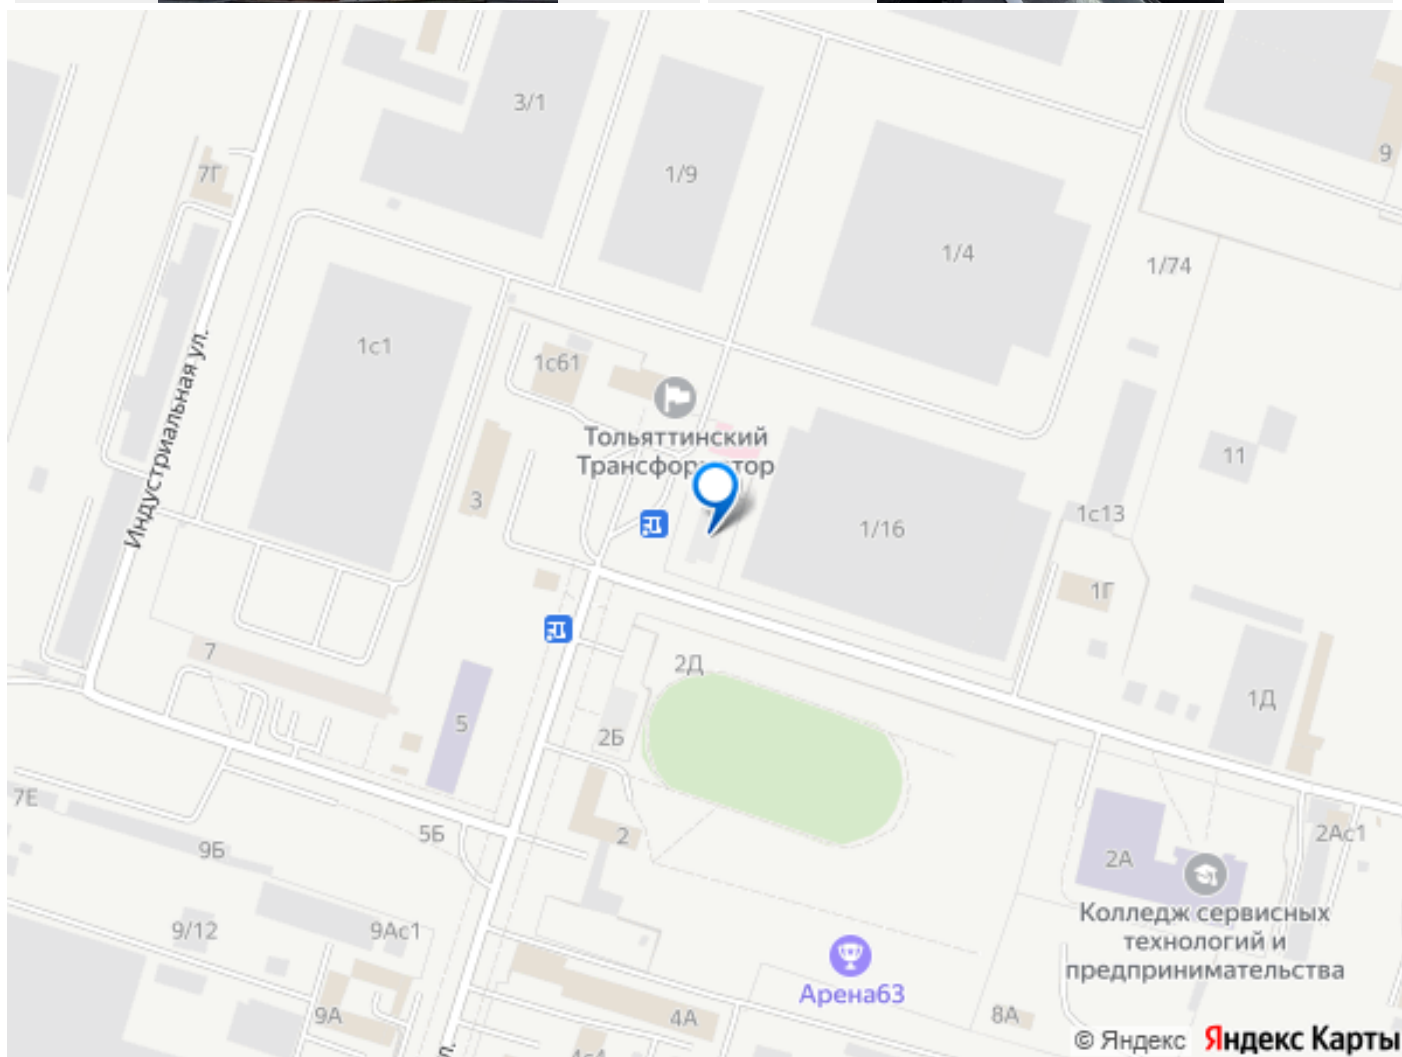 3/1
9
7Г
1/9
1/4
1/74
Индустриальная ул.
1с1
1с61
Тольяттинский
11
3
1с13
1/16
1Г
7
2Д
1Д
5
2Б
7Е
5Б
2
2Ас1
9Б
2А
Колледж сервисных
технологий и
предпринимательства
9/12
9Ас1
Арена63
9А
4А
8А
© Яндекс Яндекс Карты